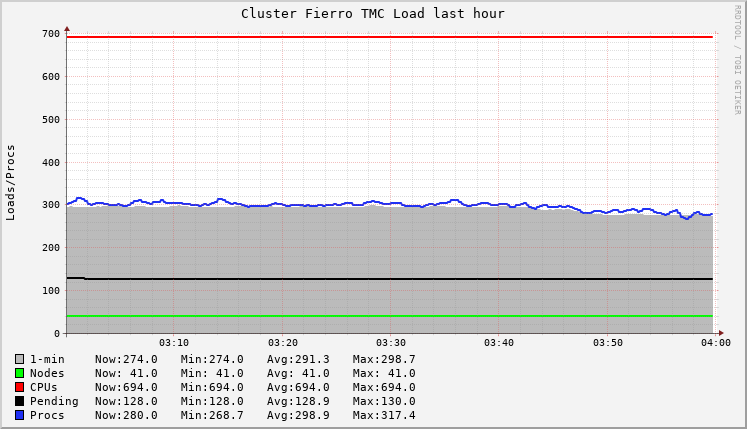 Cluster Fierro TMC Load last hour
RRDTOOL / TOBI OETIKER
Loads/Procs
700
600
500
400
300
200
100
0
03:10 03:20 03:30 03:40 03:50 04:00
1-min Now:274.0 Min:274.0 Avg:291.3 Max:298.7
Nodes Now: 41.0 Min: 41.0 Avg: 41.0 Max: 41.0
CPUs Now:694.0 Min:694.0 Avg:694.0 Max:694.0
Pending Now:128.0 Min:128.0 Avg:128.9 Max:130.0
Procs Now:280.0 Min:268.7 Avg:298.9 Max:317.4